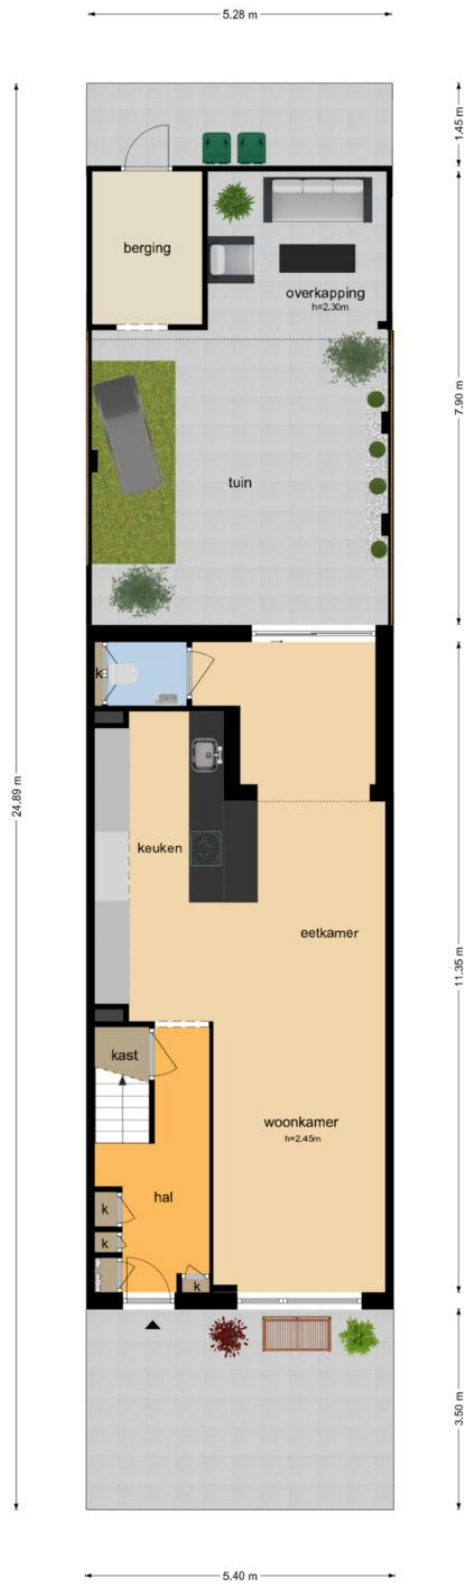 5.28 m
1.45 m
berging
overkapping
h=2.30m
7.90 m
tuin
k
24.89 m
keuken
eetkamer
11.35 m
kast
woonkamer
h=2.45m
hal
k
k
k
3.50 m
5.40 m